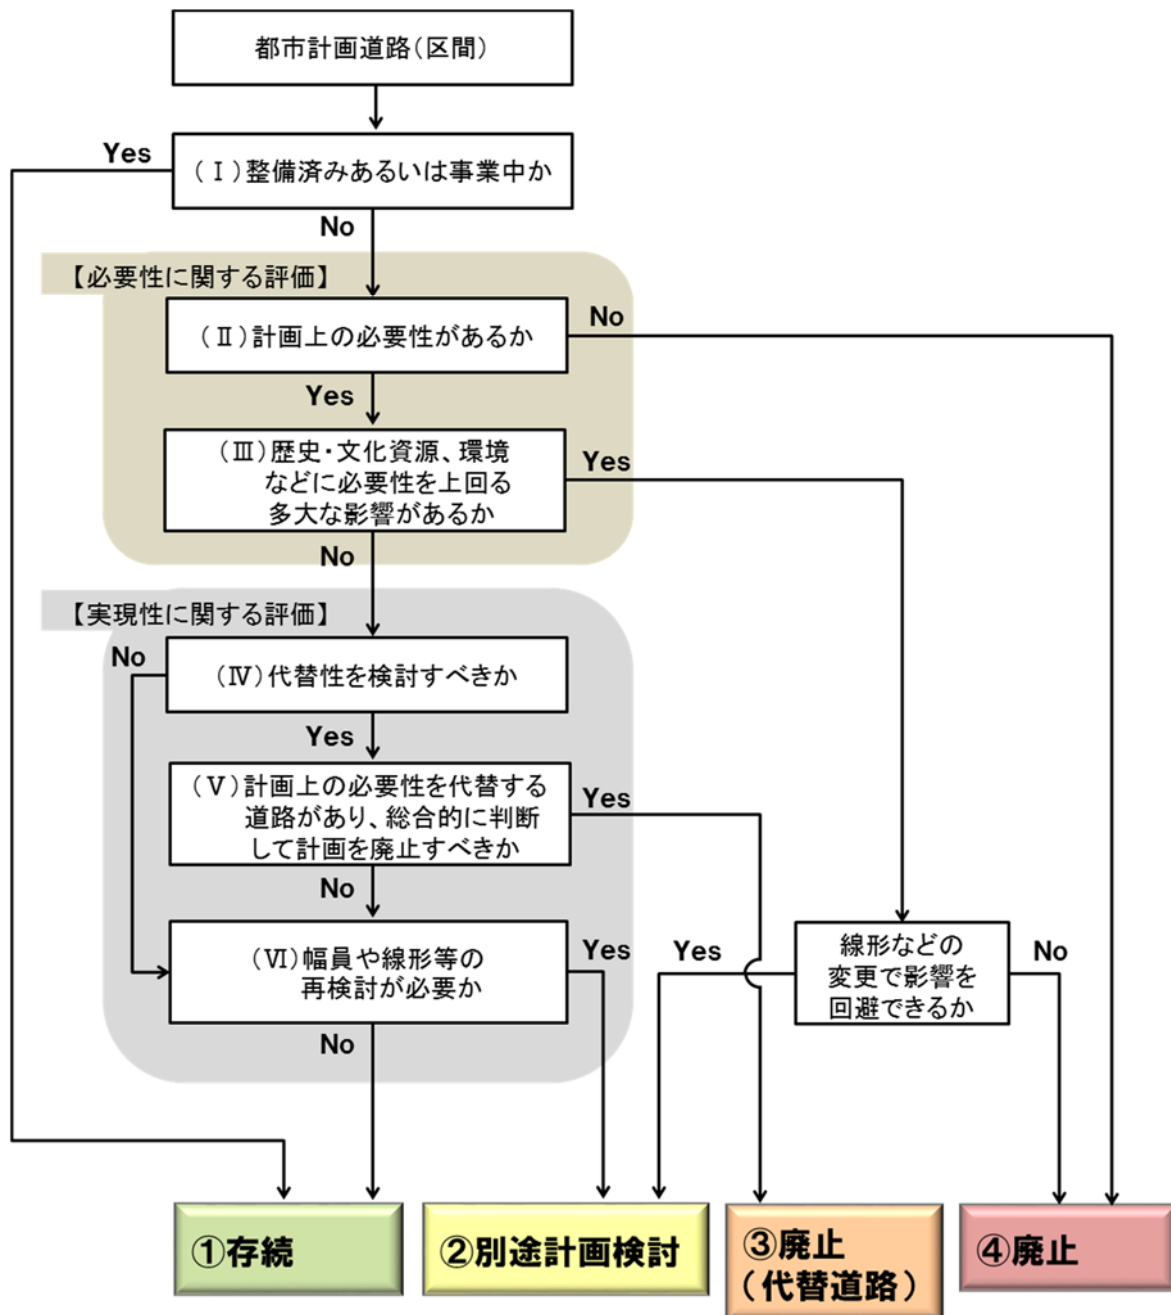 都市計画道路(区間)
Yes
(Ⅰ)整備済みあるいは事業中か
No
【必要性に関する評価】
(Ⅱ)計画上の必要性があるか
No
Yes
(Ⅲ)歴史・文化資源、環境
などに必要性を上回る
多大な影響があるか
Yes
No
【実現性に関する評価】
No
(Ⅳ)代替性を検討すべきか
Yes
(Ⅴ)計画上の必要性を代替する
道路があり、総合的に判断
して計画を廃止すべきか
Yes
No
(Ⅵ)幅員や線形等の
再検討が必要か
Yes
No
Yes
線形などの
変更で影響を
回避できるか
No
①存続
②別途計画検討
③廃止
(代替道路)
④廃止